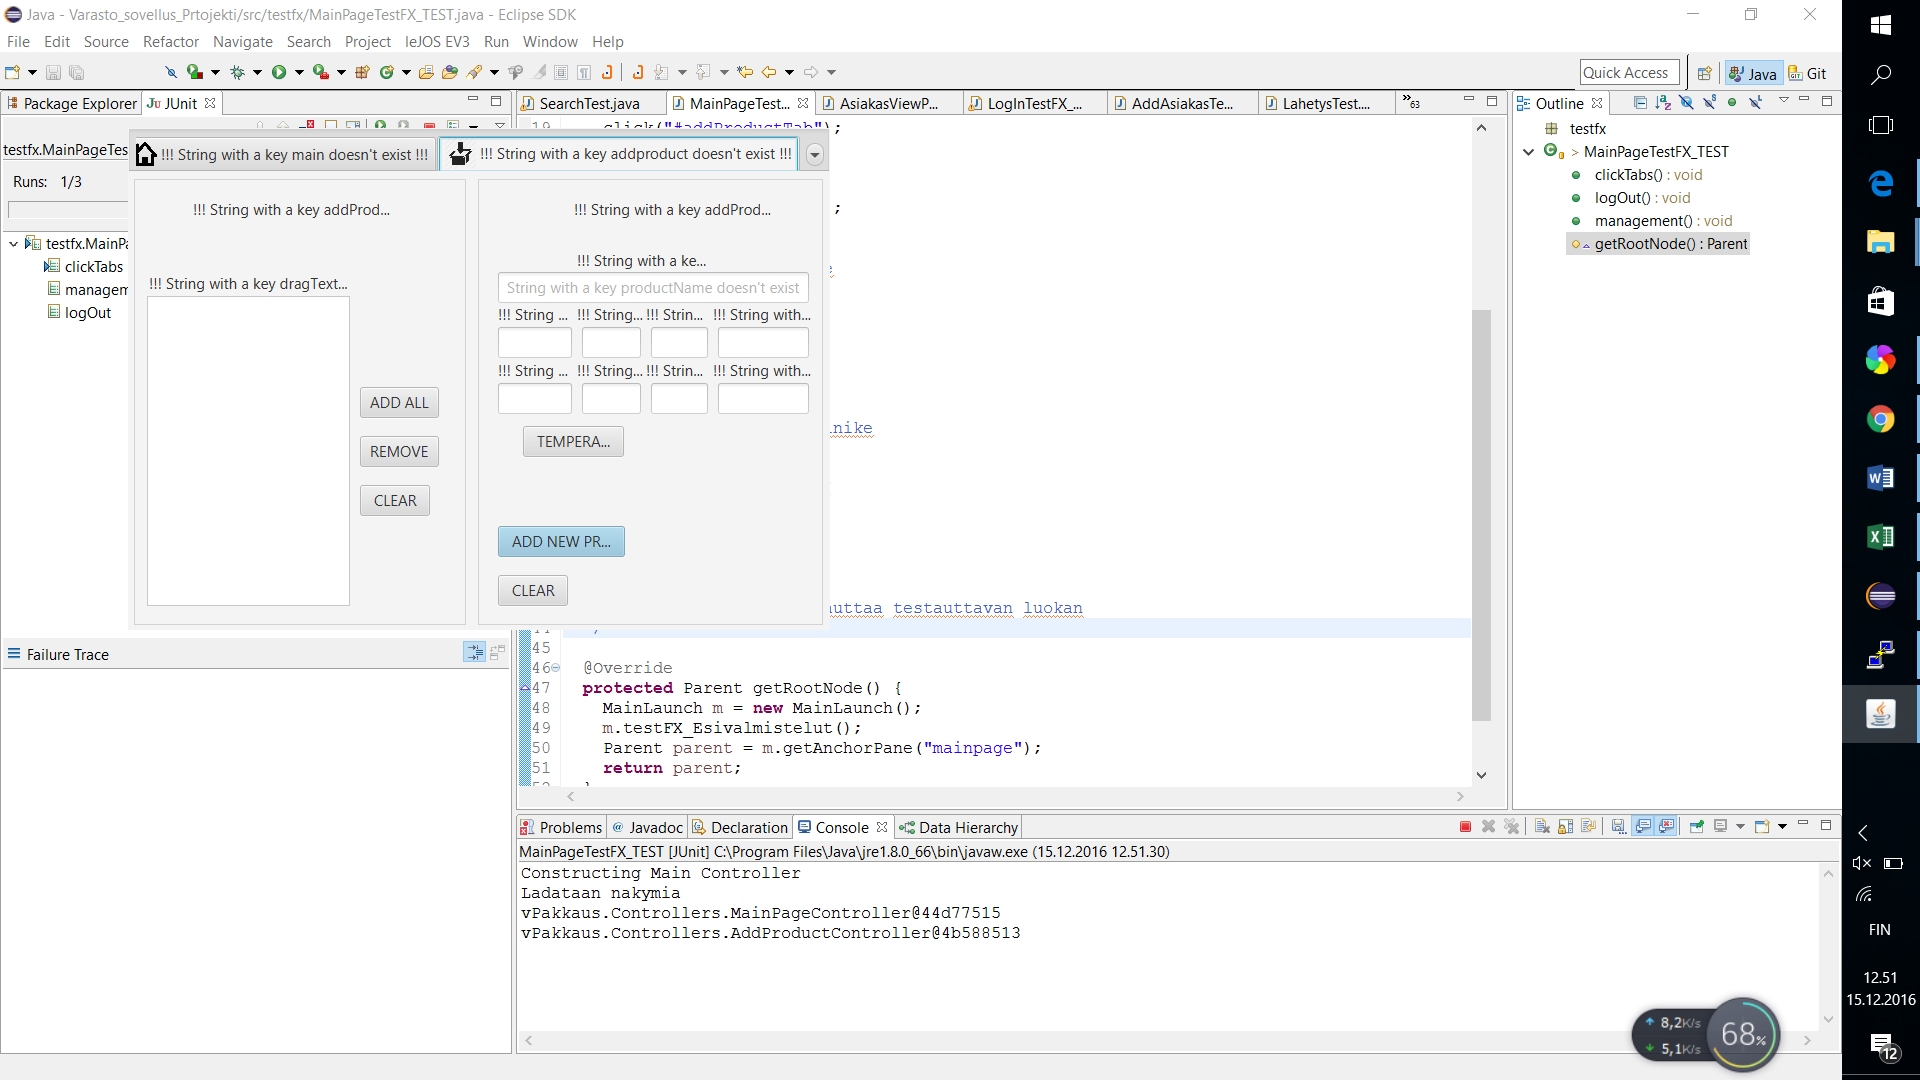 Java - Varasto_sovellus_Prtojekti/src/testfx/MainPageTestFX_TEST.java - Eclipse SDK
File Edit Source Refactor Navigate Search Project leJOS EV3 Run Window Help
Quick Access
Java
Git
Package Explorer
JUnit
SearchTest.java
MainPageTest...
AsiakasViewP...
LogInTestFX_...
AddAsiakasTe...
LahetysTest....
»63
Outline
testfx.MainPageTes
Runs: 1/3
testfx.MainPa
clickTabs
managem
logOut
!!! String with a key main doesn't exist !!!
!!! String with a key addproduct doesn't exist !!!
!!! String with a key addProd...
!!! String with a key dragText...
ADD ALL
REMOVE
CLEAR
!!! String with a key addProd...
!!! String with a ke...
String with a key productName doesn't exist
!!! String ... !!! String... !!! Strin... !!! String with...
!!! String ... !!! String... !!! Strin... !!! String with...
TEMPERA...
ADD NEW PR...
CLEAR
19 click("#addProductTab");
;
nike
uttaa testauttavan luokan
45
46 @Override
47 protected Parent getRootNode() {
48 MainLaunch m = new MainLaunch();
49 m.testFX_Esivalmistelut();
50 Parent parent = m.getAnchorPane("mainpage");
51 return parent;
testfx
> MainPageTestFX_TEST
clickTabs() : void
logOut() : void
management() : void
getRootNode() : Parent
Failure Trace
Problems
@ Javadoc
Declaration
Console
Data Hierarchy
MainPageTestFX_TEST [JUnit] C:\Program Files\Java\jre1.8.0_66\bin\javaw.exe (15.12.2016 12.51.30)
Constructing Main Controller
Ladataan nakymia
vPakkaus.Controllers.MainPageController@44d77515
vPakkaus.Controllers.AddProductController@4b588513
FIN
12.51
15.12.2016
12
8,2K/s
5,1K/s
68%